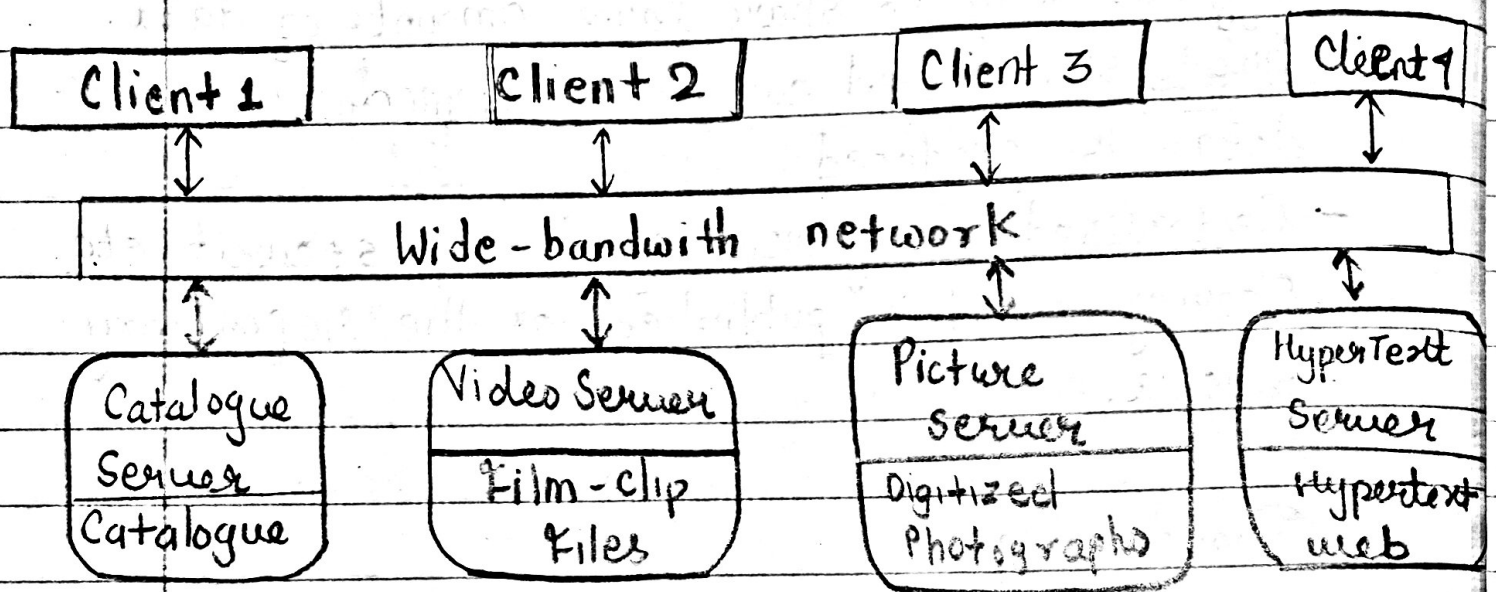 Client 1
Client 2
Client 3
Client 4
Wide-bandwith network
Catalogue
Server
Catalogue
Video Server
Film-clip
Files
Picture
Server
Digitized
Photographs
HyperText
Server
Hypertext
web